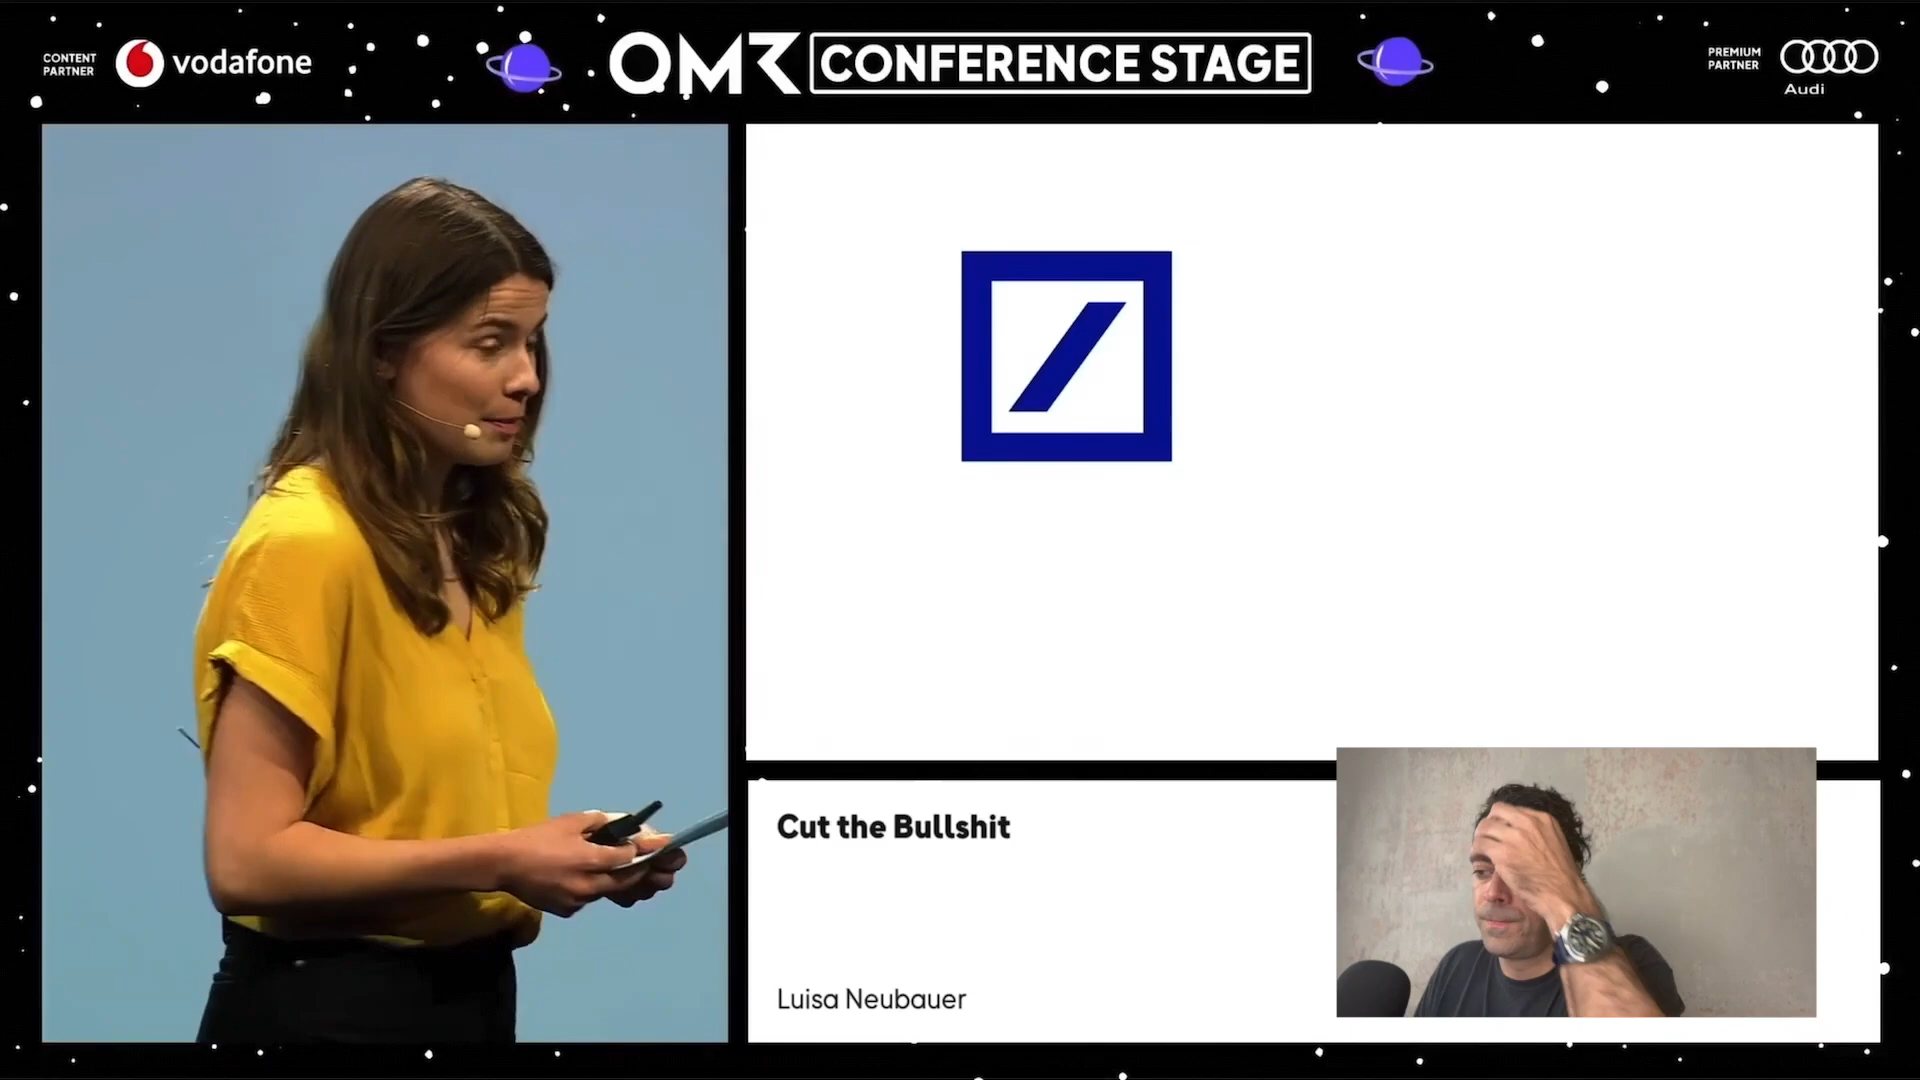 CONTENT
PARTNER
vodafone
OMR CONFERENCE STAGE
PREMIUM
PARTNER
Audi
Cut the Bullshit
Luisa Neubauer